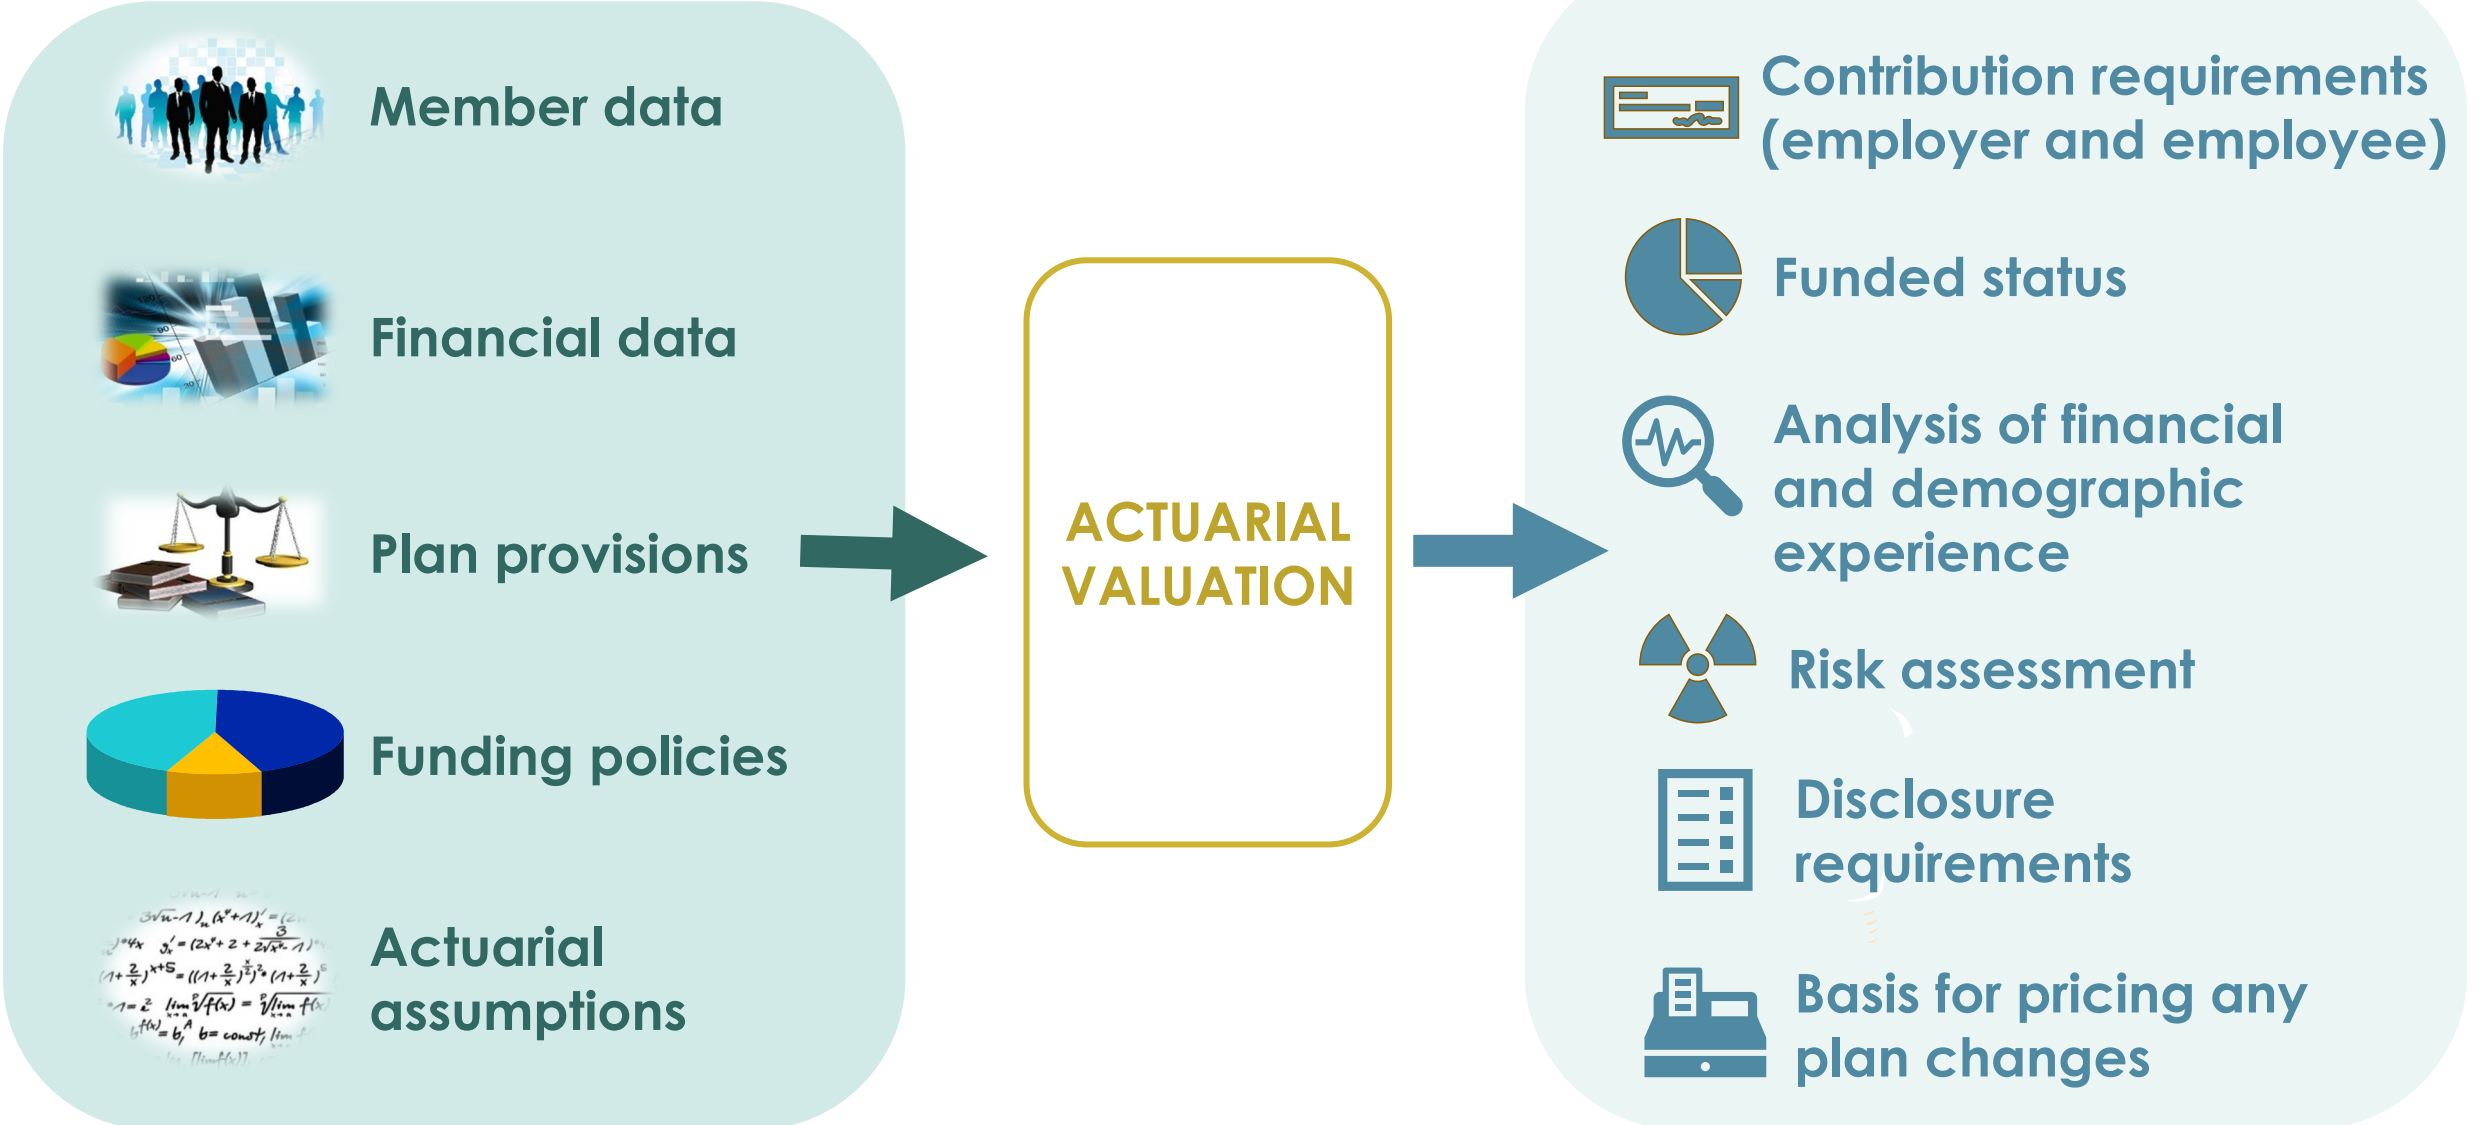 Member data
Financial data
Plan provisions
Funding policies
Actuarial
assumptions
ACTUARIAL
VALUATION
Contribution requirements
(employer and employee)
Funded status
Analysis of financial
and demographic
experience
Risk assessment
Disclosure
requirements
Basis for pricing any
plan changes